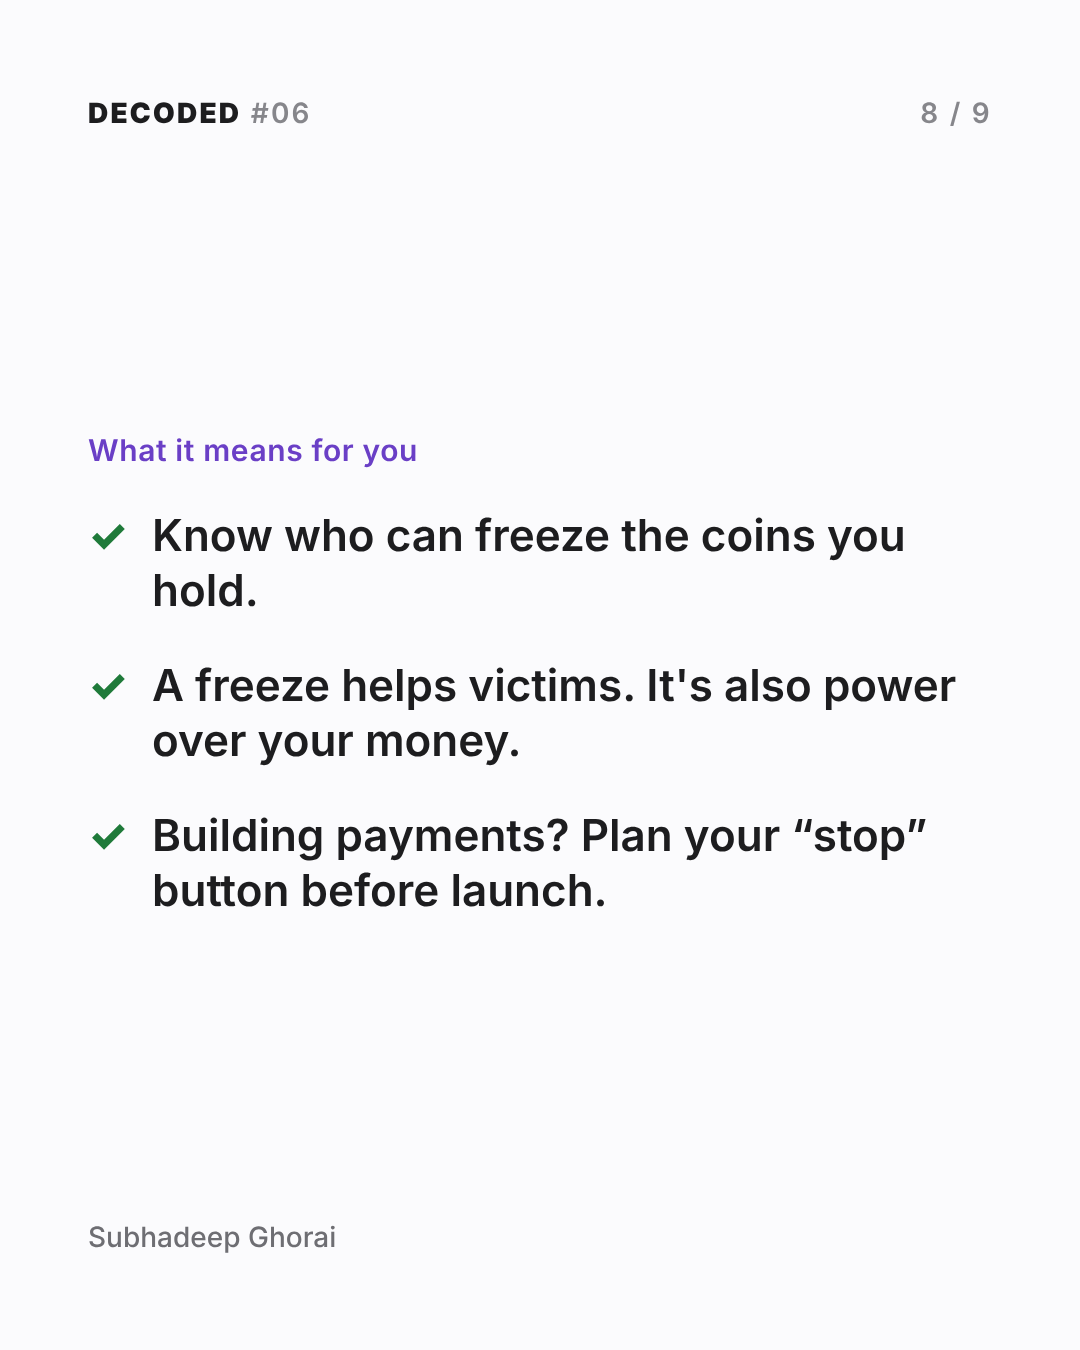 DECODED #06
8 / 9
What it means for you
Know who can freeze the coins you
hold.
A freeze helps victims. It's also power
over your money.
Building payments? Plan your “stop”
button before launch.
Subhadeep Ghorai